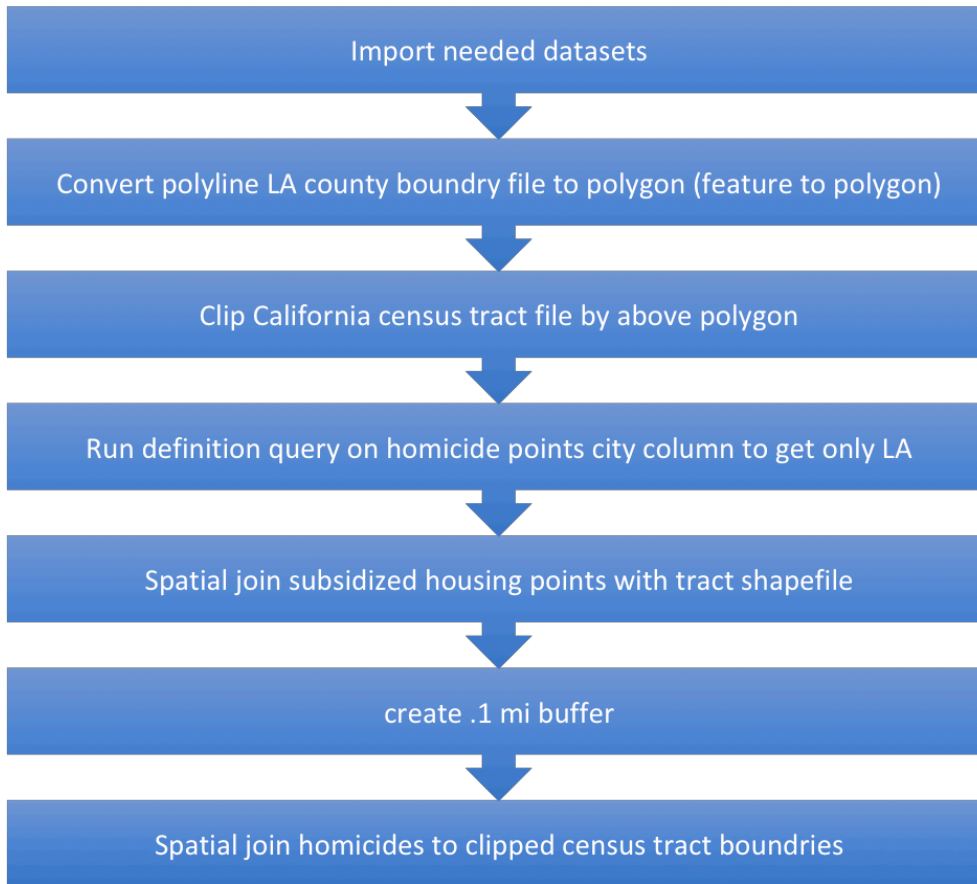 Import needed datasets
Convert polyline LA county boundry file to polygon (feature to polygon)
Clip California census tract file by above polygon
Run definition query on homicide points city column to get only LA
Spatial join subsidized housing points with tract shapefile
create .1 mi buffer
Spatial join homicides to clipped census tract boundries